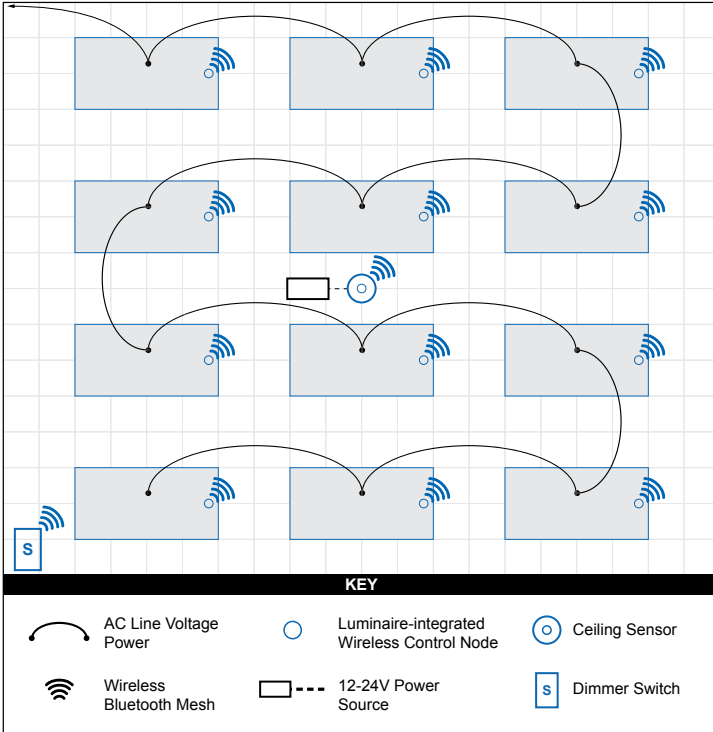 S
KEY
AC Line Voltage
Power
Luminaire-integrated
Wireless Control Node
Ceiling Sensor
Wireless
Bluetooth Mesh
12-24V Power
Source
S
Dimmer Switch